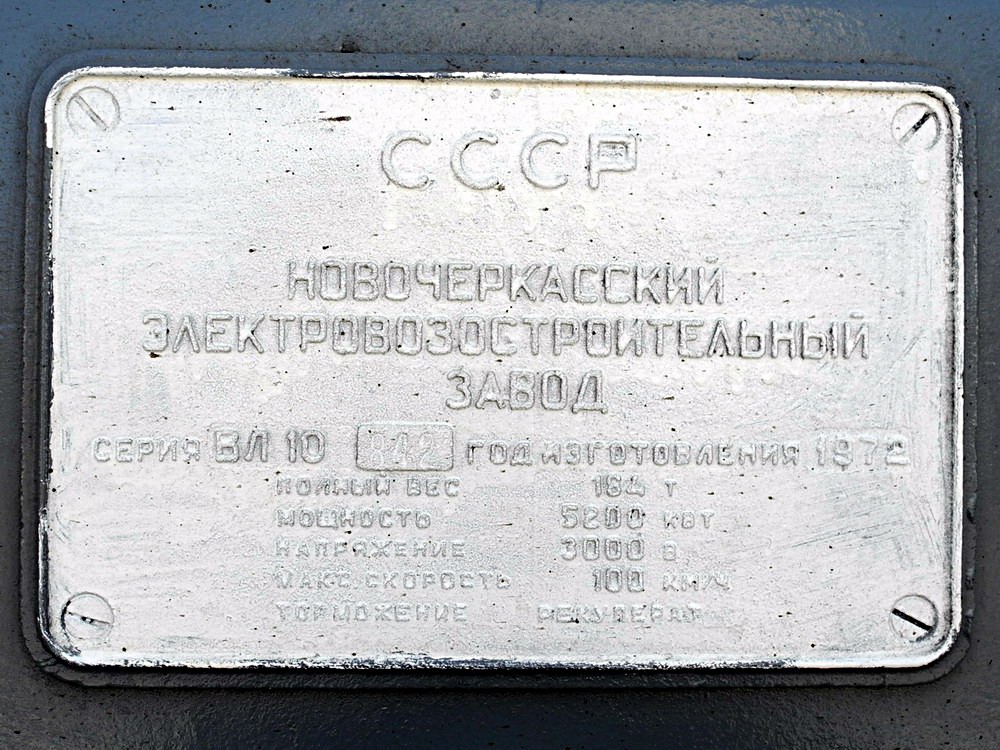 СССР
НОВОЧЕРКАССКИЙ
ЭЛЕКТРОВОЗОСТРОИТЕЛЬНЫЙ
ЗАВОД
СЕРИЯ ВЛ 10 842 ГОД ИЗГОТОВЛЕНИЯ 1972
ПОЛНЫЙ ВЕС 184 Т
МОЩНОСТЬ 5200 КВТ
НАПРЯЖЕНИЕ 3000 В
МАКС СКОРОСТЬ 100 КМ/Ч
ТОРМОЖЕНИЕ РЕКУПЕРАТ